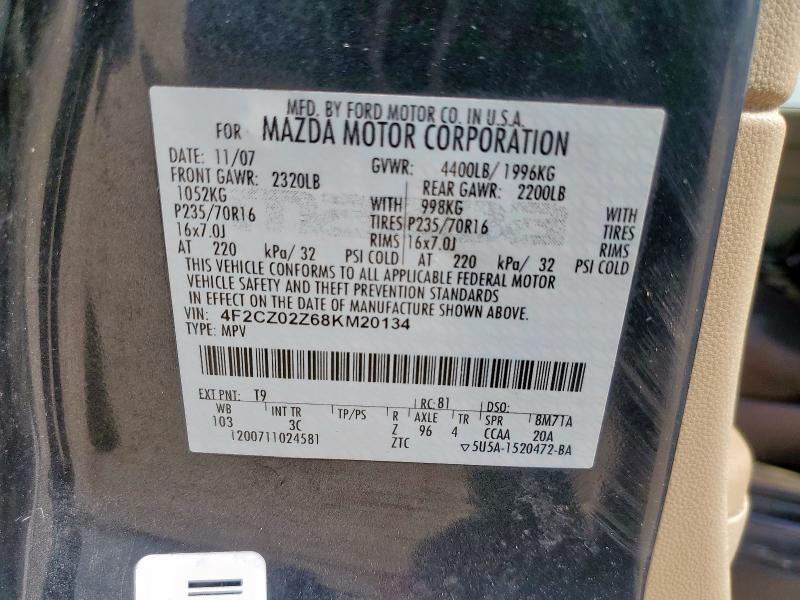 MFD. BY FORD MOTOR CO. IN U.S.A.
FOR MAZDA MOTOR CORPORATION
DATE: 11/07 GVWR: 4400LB/ 1996KG
FRONT GAWR: 2320LB REAR GAWR: 2200LB
1052KG WITH 998KG WITH
P235/70R16 TIRES P235/70R16 TIRES
16x7.0J RIMS 16x7.0J RIMS
AT 220 kPa/ 32 PSI COLD AT 220 kPa/ 32 PSI COLD
THIS VEHICLE CONFORMS TO ALL APPLICABLE FEDERAL MOTOR
VEHICLE SAFETY AND THEFT PREVENTION STANDARDS
IN EFFECT ON THE DATE OF MANUFACTURE SHOWN ABOVE.
VIN: 4F2CZ02Z68KM20134
TYPE: MPV
EXT PNT: T9 RC: 81 DSO:
WB INT TR TP/PS R AXLE TR SPR 8M71A
103 3C Z 96 4 CCAA 20A
1200711024581 ZTC ▽5U5A-1520472-BA